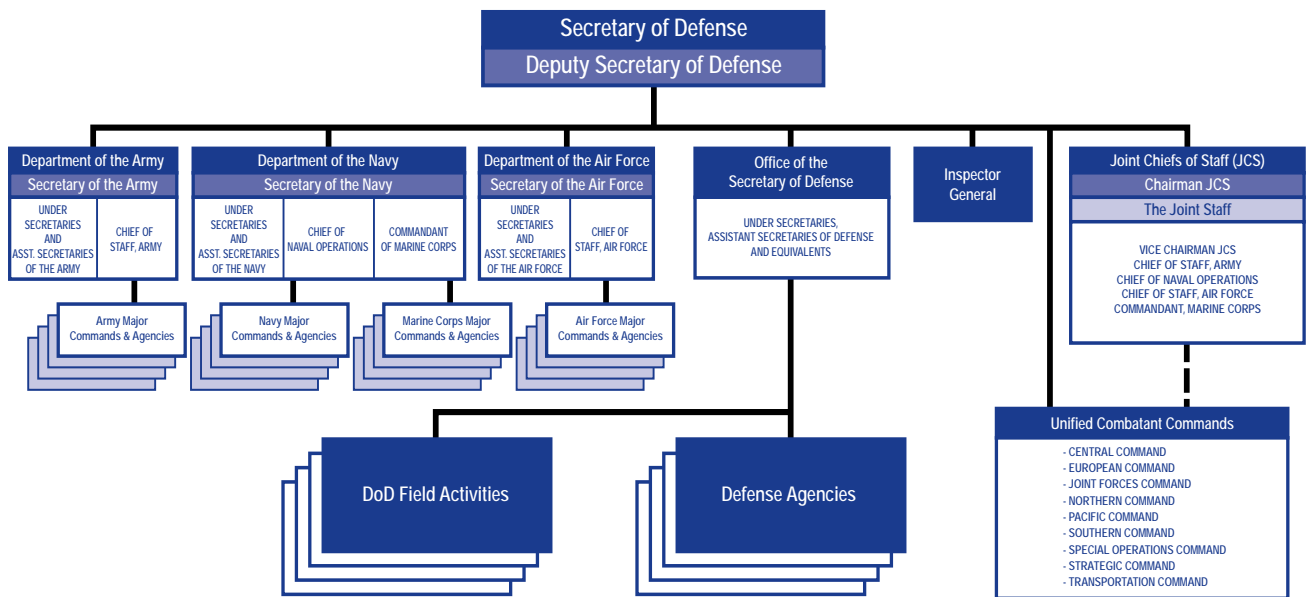 Secretary of Defense
Deputy Secretary of Defense
Department of the Army
Secretary of the Army
UNDER
SECRETARIES
AND
ASST. SECRETARIES
OF THE ARMY
CHIEF OF
STAFF, ARMY
Army Major
Commands & Agencies
Department of the Navy
Secretary of the Navy
UNDER
SECRETARIES
AND
ASST. SECRETARIES
OF THE NAVY
CHIEF OF
NAVAL OPERATIONS
COMMANDANT
OF MARINE CORPS
Navy Major
Commands & Agencies
Marine Corps Major
Commands & Agencies
Department of the Air Force
Secretary of the Air Force
UNDER
SECRETARIES
AND
ASST. SECRETARIES
OF THE AIR FORCE
CHIEF OF
STAFF, AIR FORCE
Air Force Major
Commands & Agencies
Office of the
Secretary of Defense
UNDER SECRETARIES,
ASSISTANT SECRETARIES OF DEFENSE
AND EQUIVALENTS
Inspector
General
Joint Chiefs of Staff (JCS)
Chairman JCS
The Joint Staff
VICE CHAIRMAN JCS
CHIEF OF STAFF, ARMY
CHIEF OF NAVAL OPERATIONS
CHIEF OF STAFF, AIR FORCE
COMMANDANT, MARINE CORPS
DoD Field Activities
Defense Agencies
Unified Combatant Commands
- CENTRAL COMMAND
- EUROPEAN COMMAND
- JOINT FORCES COMMAND
- NORTHERN COMMAND
- PACIFIC COMMAND
- SOUTHERN COMMAND
- SPECIAL OPERATIONS COMMAND
- STRATEGIC COMMAND
- TRANSPORTATION COMMAND